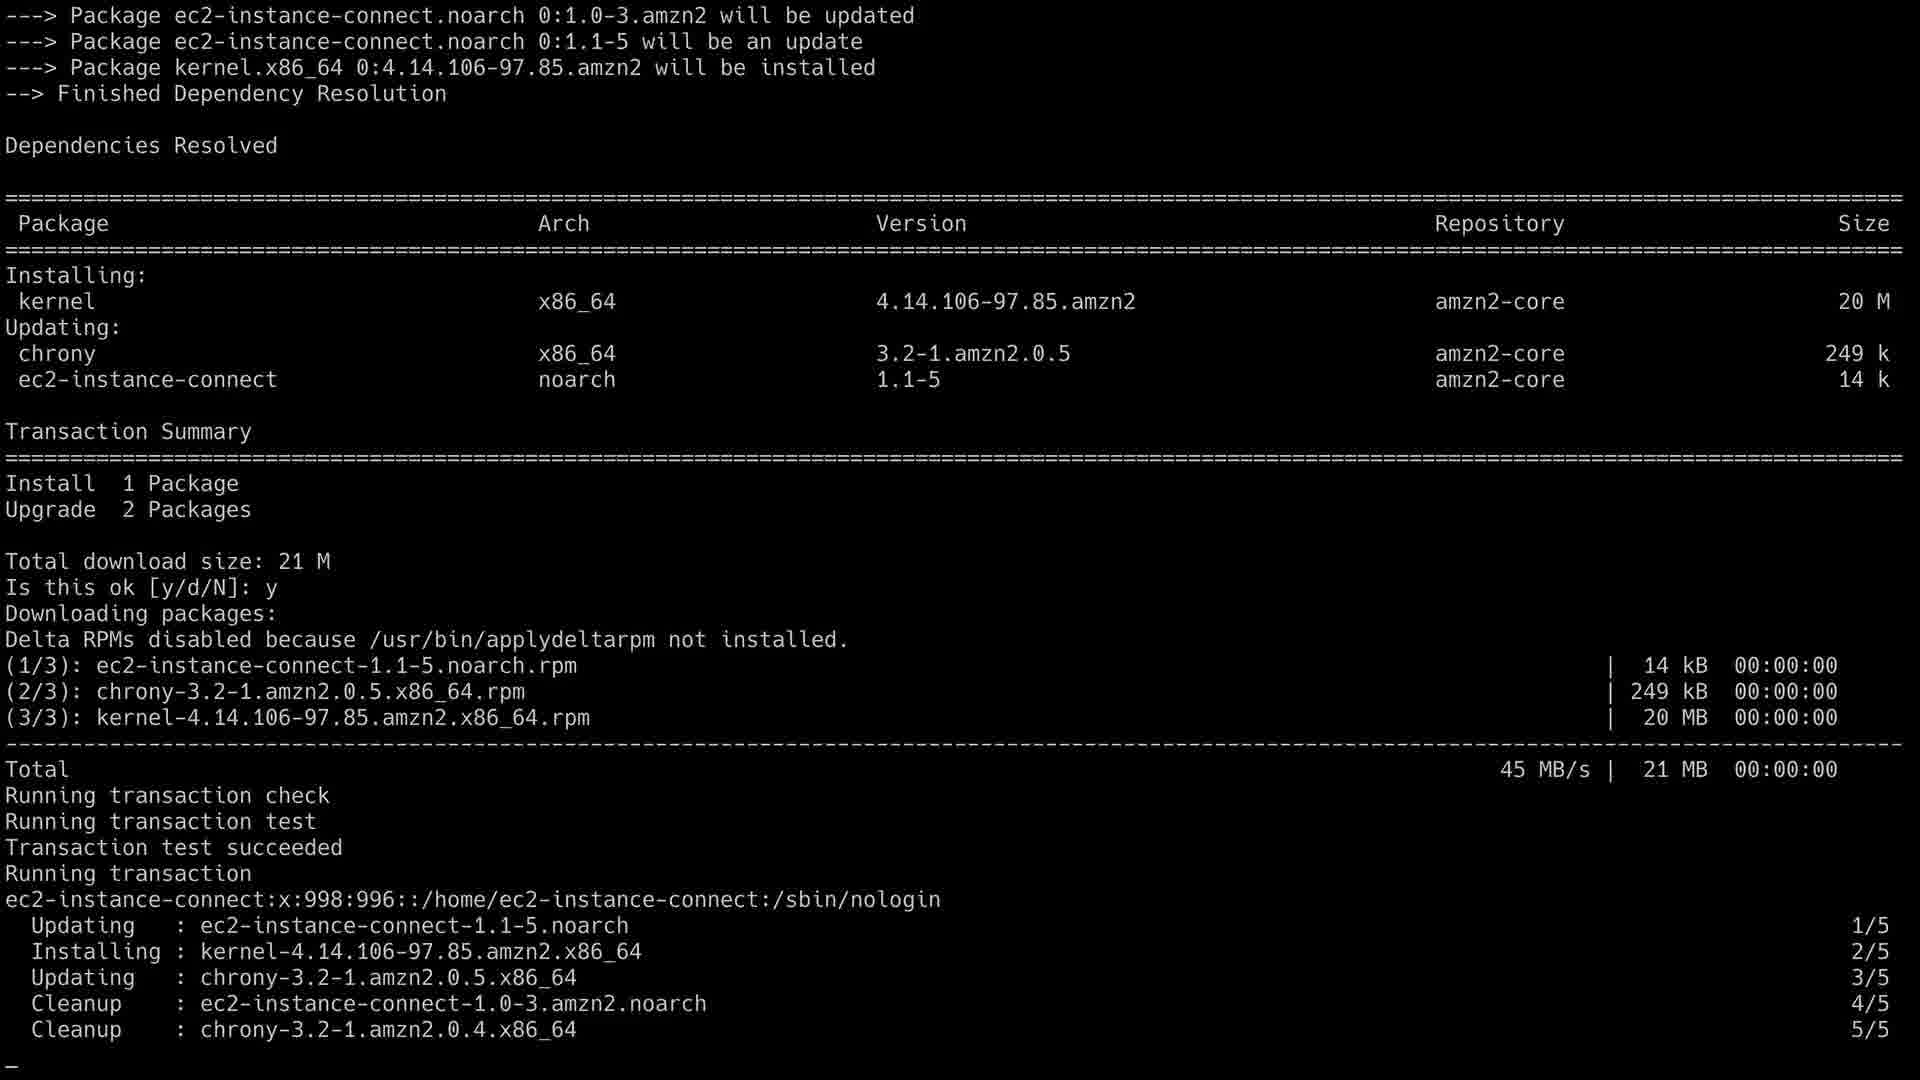 ---> Package ec2-instance-connect.noarch 0:1.0-3.amzn2 will be updated
---> Package ec2-instance-connect.noarch 0:1.1-5 will be an update
---> Package kernel.x86_64 0:4.14.106-97.85.amzn2 will be installed
--> Finished Dependency Resolution
Dependencies Resolved
================================================================================
Package Arch Version Repository Size
================================================================================
Installing:
kernel x86_64 4.14.106-97.85.amzn2 amzn2-core 20 M
Updating:
chrony x86_64 3.2-1.amzn2.0.5 amzn2-core 249 k
ec2-instance-connect noarch 1.1-5 amzn2-core 14 k
Transaction Summary
================================================================================
Install 1 Package
Upgrade 2 Packages
Total download size: 21 M
Is this ok [y/d/N]: y
Downloading packages:
Delta RPMs disabled because /usr/bin/applydeltarpm not installed.
(1/3): ec2-instance-connect-1.1-5.noarch.rpm | 14 kB 00:00:00
(2/3): chrony-3.2-1.amzn2.0.5.x86_64.rpm | 249 kB 00:00:00
(3/3): kernel-4.14.106-97.85.amzn2.x86_64.rpm | 20 MB 00:00:00
--------------------------------------------------------------------------------
Total 45 MB/s | 21 MB 00:00:00
Running transaction check
Running transaction test
Transaction test succeeded
Running transaction
ec2-instance-connect:x:998:996::/home/ec2-instance-connect:/sbin/nologin
Updating : ec2-instance-connect-1.1-5.noarch 1/5
Installing : kernel-4.14.106-97.85.amzn2.x86_64 2/5
Updating : chrony-3.2-1.amzn2.0.5.x86_64 3/5
Cleanup : ec2-instance-connect-1.0-3.amzn2.noarch 4/5
Cleanup : chrony-3.2-1.amzn2.0.4.x86_64 5/5
_